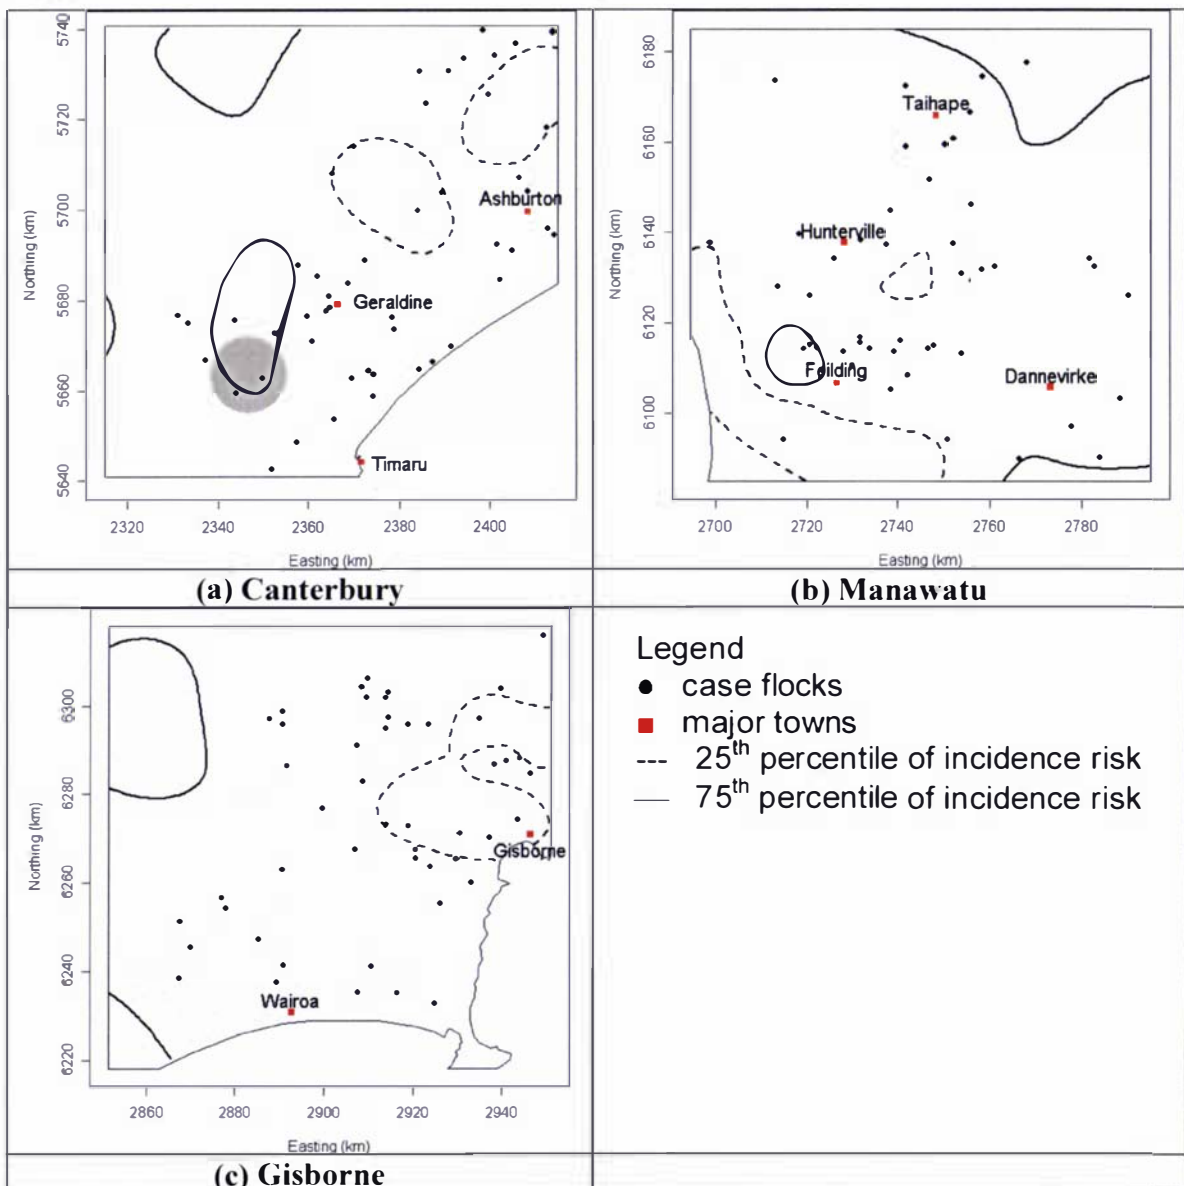 5740
5720
5700
5680
5660
5640
Northing (km)
Ashburton
Geraldine
Timaru
2320 2340 2360 2380 2400
Easting (km)
(a) Canterbury
6180
6160
6140
6120
6100
Northing (km)
Taihape
Hunterville
Feilding
Dannevirke
2700 2720 2740 2760 2780
Easting (km)
(b) Manawatu
6300
6280
6260
6240
6220
Northing (km)
Gisborne
Wairoa
2860 2880 2900 2920 2940
Easting (km)
(c) Gisborne
Legend
case flocks
major towns
25th percentile of incidence risk
75th percentile of incidence risk